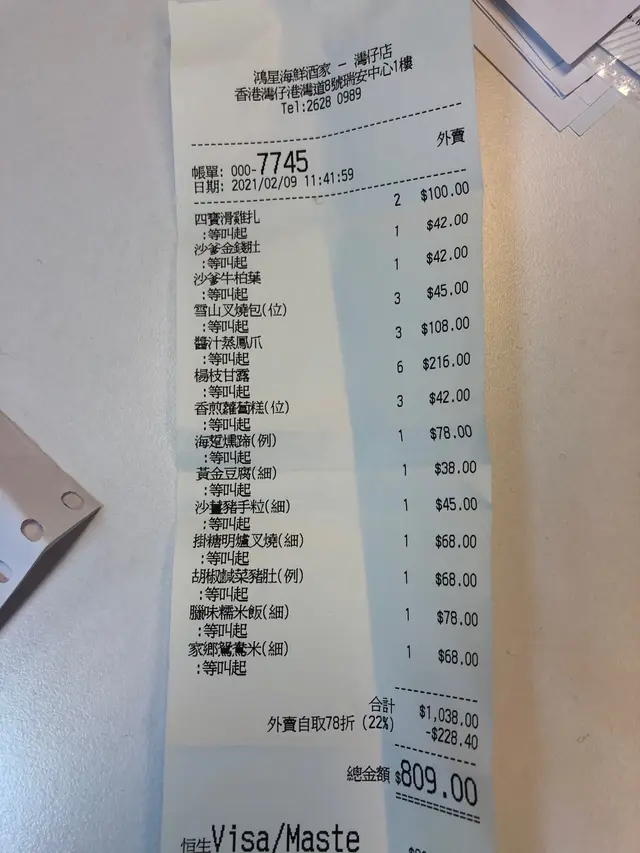 鴻星海鮮酒家 - 灣仔店
香港灣仔港灣道8號瑞安中心1樓
Tel:2628 0989
外賣
帳單: 000-7745
日期: 2021/02/09 11:41:59
四寶滑雞扎 2 $100.00
:等叫起
沙爹金錢肚 1 $42.00
:等叫起
沙爹牛柏葉 1 $42.00
:等叫起
雪山叉燒包(位) 3 $45.00
:等叫起
醬汁蒸鳳爪 3 $108.00
:等叫起
楊枝甘露 6 $216.00
:等叫起
香煎蘿蔔糕(位) 3 $42.00
:等叫起
海蜇燻蹄(例) 1 $78.00
:等叫起
黃金豆腐(細) 1 $38.00
:等叫起
沙薑豬手粒(細) 1 $45.00
:等叫起
掛糖明爐叉燒(細) 1 $68.00
:等叫起
胡椒鹹菜豬肚(例) 1 $68.00
:等叫起
臘味糯米飯(細) 1 $78.00
:等叫起
家鄉鴛鴦米(細) 1 $68.00
:等叫起
合計 $1,038.00
外賣自取78折 (22%) -$228.40
總金額 $809.00
恒生Visa/Maste